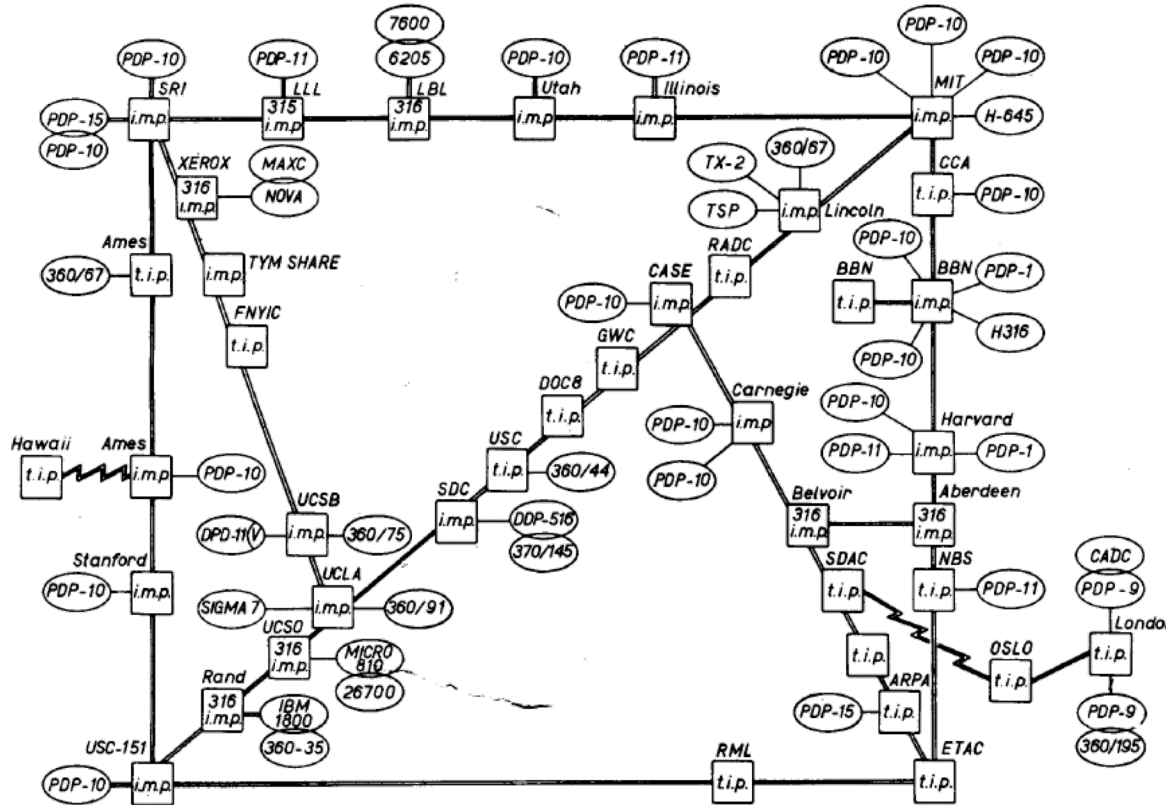 7600
PDP-10
PDP-10
PDP-11
6205
PDP-10
PDP-11
PDP-10
PDP-10
SRI
LLL
LBL
Utah
Illinois
MIT
PDP-15
i.m.p.
315
i.m.p.
316
i.m.p.
i.m.p.
i.m.p.
i.m.p.
H-645
PDP-10
XEROX
MAXC
360/67
CCA
316
i.m.p.
NOVA
TX-2
t.i.p.
PDP-10
TSP
i.m.p.
Lincoln
Ames
RADC
PDP-10
360/67
t.i.p.
i.m.p.
TYM SHARE
CASE
t.i.p.
BBN
BBN
PDP-1
PDP-10
i.m.p.
t.i.p.
i.m.p.
FNYIC
GWC
H316
t.i.p.
t.i.p.
PDP-10
DOC8
Carnegie
PDP-10
t.i.p.
PDP-10
i.m.p.
Harvard
Hawaii
Ames
USC
PDP-11
i.m.p.
PDP-1
t.i.p.
i.m.p.
PDP-10
t.i.p.
360/44
PDP-10
UCSB
SDC
Belvoir
Aberdeen
DPD-11(V
i.m.p.
360/75
i.m.p.
DDP-516
316
i.m.p.
316
i.m.p.
370/145
Stanford
UCLA
SDAC
NBS
CADC
PDP-10
i.m.p.
t.i.p.
t.i.p.
PDP-11
PDP-9
SIGMA 7
i.m.p.
360/91
London
UCSO
OSLO
316
i.m.p.
MICRO
810
t.i.p.
t.i.p.
26700
t.i.p.
Rand
ARPA
316
i.m.p.
IBM
1800
PDP-15
t.i.p.
PDP-9
360-35
360/195
USC-151
RML
ETAC
PDP-10
i.m.p.
t.i.p.
t.i.p.